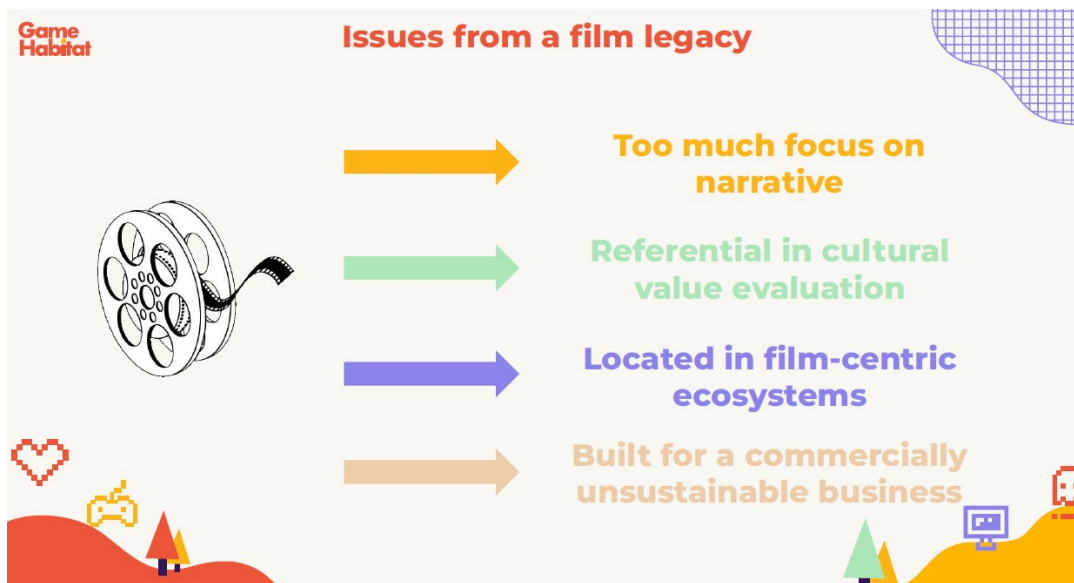 Game
Habitat
Issues from a film legacy
Too much focus on
narrative
Referential in cultural
value evaluation
Located in film-centric
ecosystems
Built for a commercially
unsustainable business